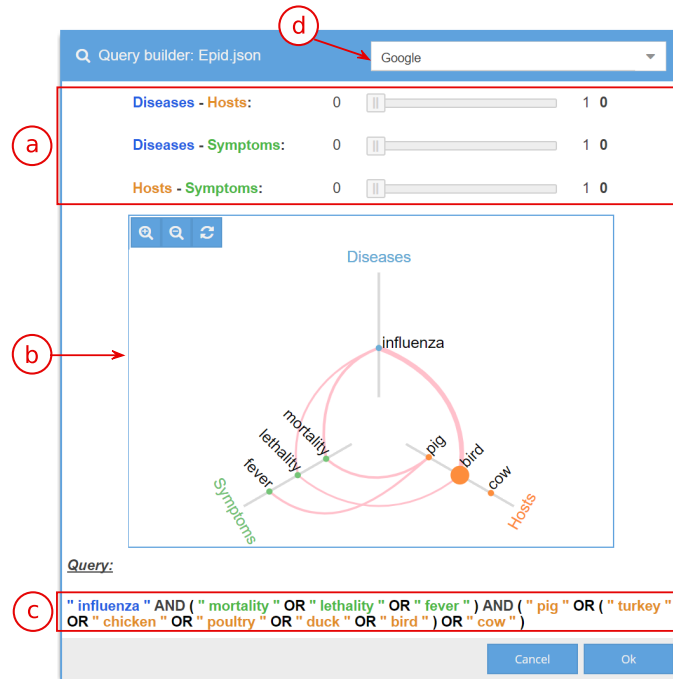 d
Query builder: Epid.json
Google
a
Diseases - Hosts: 0 1 0
Diseases - Symptoms: 0 1 0
Hosts - Symptoms: 0 1 0
b
Diseases
influenza
mortality
lethality
fever
Symptoms
pig
bird
cow
Hosts
Query:
c
" influenza " AND ( " mortality " OR " lethality " OR " fever " ) AND ( " pig " OR ( " turkey "
OR " chicken " OR " poultry " OR " duck " OR " bird " ) OR " cow " )
Cancel
Ok